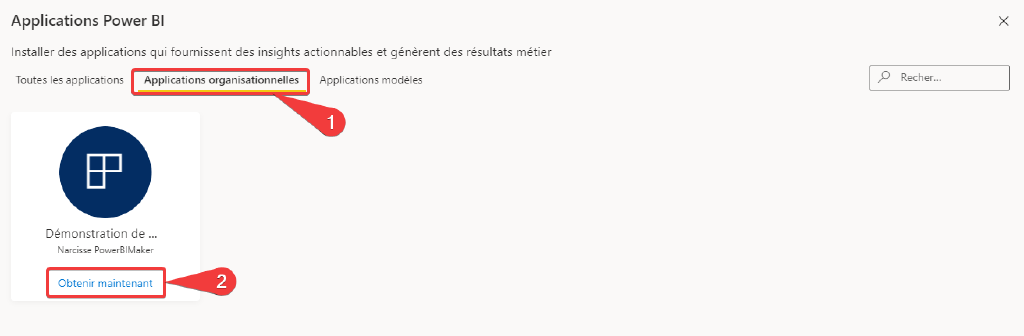 Applications Power BI
Installer des applications qui fournissent des insights actionnables et génèrent des résultats métier
Toutes les applications
Applications organisationnelles
Applications modèles
Recher...
1
Démonstration de ...
Narcisse PowerBIMaker
Obtenir maintenant
2